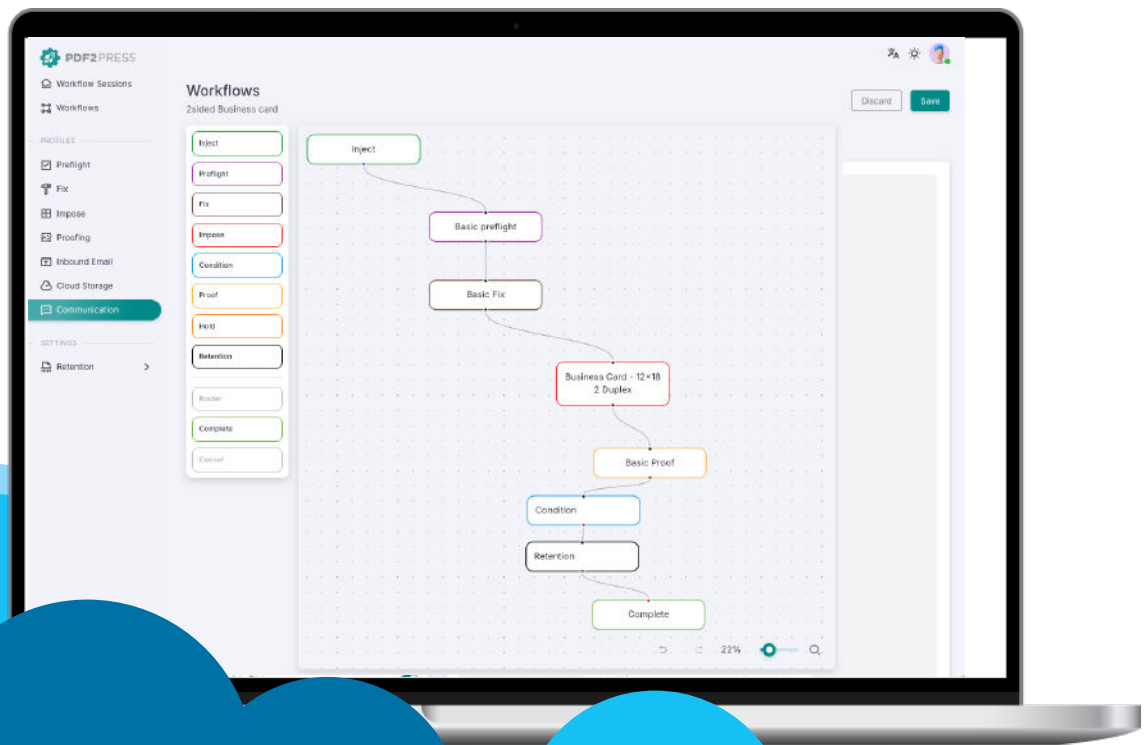 PDF2PRESS
Workflow Sessions
Workflows
PROFILES
Preflight
Fix
Impose
Proofing
Inbound Email
Cloud Storage
Communication
SETTINGS
Retention
Workflows
2sided Business card
Discard
Save
Inject
Preflight
Fix
Impose
Condition
Proof
Hold
Retention
Router
Complete
Cancel
Inject
Basic preflight
Basic Fix
Business Card - 12×18
2 Duplex
Basic Proof
Condition
Retention
Complete
22%